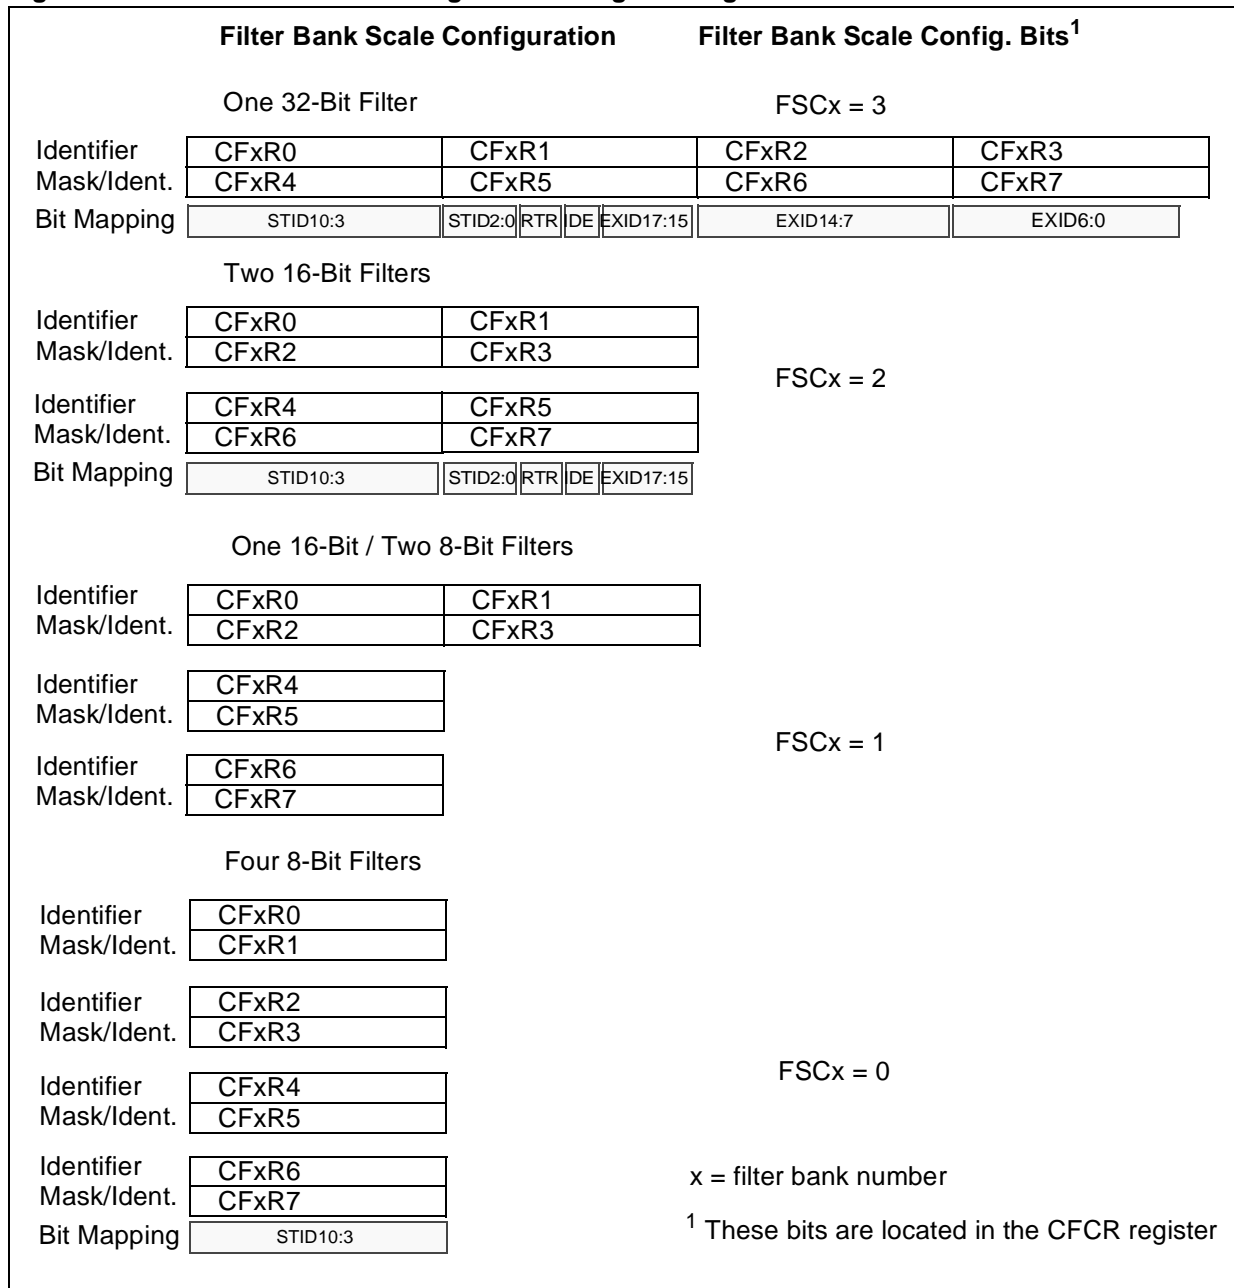 Filter Bank Scale Configuration Filter Bank Scale Config. Bits1
One 32-Bit Filter FSCx = 3
Identifier CFxR0 CFxR1 CFxR2 CFxR3
Mask/Ident. CFxR4 CFxR5 CFxR6 CFxR7
Bit Mapping STID10:3 STID2:0 RTR IDE EXID17:15 EXID14:7 EXID6:0
Two 16-Bit Filters
Identifier CFxR0 CFxR1
Mask/Ident. CFxR2 CFxR3
FSCx = 2
Identifier CFxR4 CFxR5
Mask/Ident. CFxR6 CFxR7
Bit Mapping STID10:3 STID2:0 RTR IDE EXID17:15
One 16-Bit / Two 8-Bit Filters
Identifier CFxR0 CFxR1
Mask/Ident. CFxR2 CFxR3
Identifier CFxR4
Mask/Ident. CFxR5
FSCx = 1
Identifier CFxR6
Mask/Ident. CFxR7
Four 8-Bit Filters
Identifier CFxR0
Mask/Ident. CFxR1
Identifier CFxR2
Mask/Ident. CFxR3
FSCx = 0
Identifier CFxR4
Mask/Ident. CFxR5
Identifier CFxR6
Mask/Ident. CFxR7
Bit Mapping STID10:3
x = filter bank number
1 These bits are located in the CFCR register